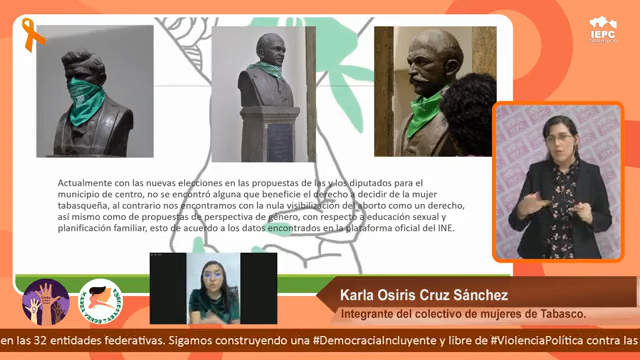 IEPC
TABASCO
Actualmente con las nuevas elecciones en las propuestas de las y los diputados para el
municipio de centro, no se encontró alguna que beneficie el derecho a decidir de la mujer
tabasqueña, al contrario nos encontramos con la nula visibilización del aborto como un derecho,
así mismo como de propuestas de perspectiva de género, con respecto a educación sexual y
planificación familiar, esto de acuerdo a los datos encontrados en la plataforma oficial del INE.
Karla Osiris Cruz Sánchez
Integrante del colectivo de mujeres de Tabasco.
en las 32 entidades federativas. Sigamos construyendo una #DemocraciaIncluyente y libre de #ViolenciaPolítica contra las